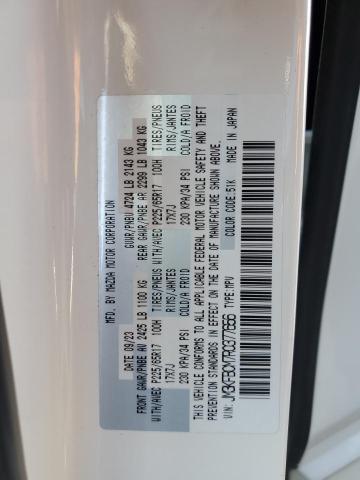 MFD. BY MAZDA MOTOR CORPORATION
DATE 09/23 GVWR/PNBV 4724 LB 2143 KG
FRONT GAWR/PNBE AV 2425 LB 1100 KG REAR GAWR/PNBE AR 2299 LB 1043 KG
WITH/AVEC P225/65R17 100H TIRES/PNEUS WITH/AVEC P225/65R17 100H TIRES/PNEUS
17X7J RIMS/JANTES 17X7J RIMS/JANTES
230 KPA/34 PSI COLD/A FROID 230 KPA/34 PSI COLD/A FROID
THIS VEHICLE CONFORMS TO ALL APPLICABLE FEDERAL MOTOR VEHICLE SAFETY AND THEFT
PREVENTION STANDARDS IN EFFECT ON THE DATE OF MANUFACTURE SHOWN ABOVE.
VIN: TYPE:MPV COLOR CODE:51K MADE IN JAPAN